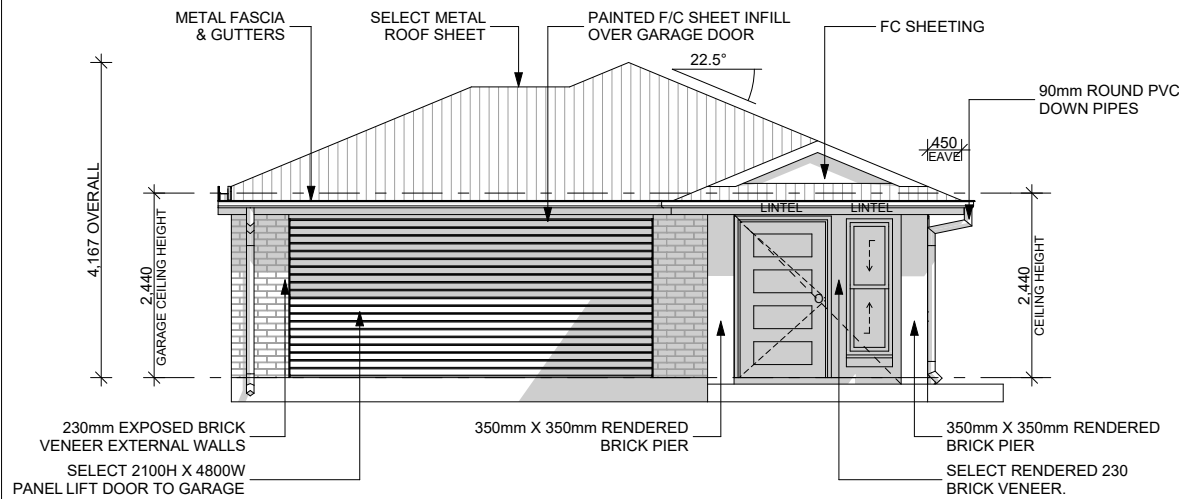 METAL FASCIA
& GUTTERS
SELECT METAL
ROOF SHEET
PAINTED F/C SHEET INFILL
OVER GARAGE DOOR
FC SHEETING
22.5°
90mm ROUND PVC
DOWN PIPES
450
EAVE
4,167 OVERALL
2,440
GARAGE CEILING HEIGHT
LINTEL
LINTEL
2,440
CEILING HEIGHT
230mm EXPOSED BRICK
VENEER EXTERNAL WALLS
SELECT 2100H X 4800W
PANEL LIFT DOOR TO GARAGE
350mm X 350mm RENDERED
BRICK PIER
350mm X 350mm RENDERED
BRICK PIER
SELECT RENDERED 230
BRICK VENEER.